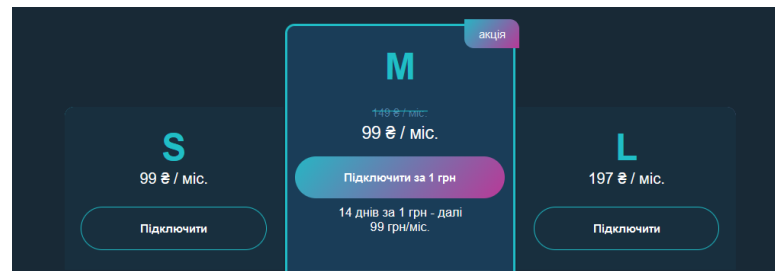 акція
M
149 ₴ / міс.
99 ₴ / міс.
Підключити за 1 грн
14 днів за 1 грн - далі
99 грн/міс.
S
99 ₴ / міс.
Підключити
L
197 ₴ / міс.
Підключити